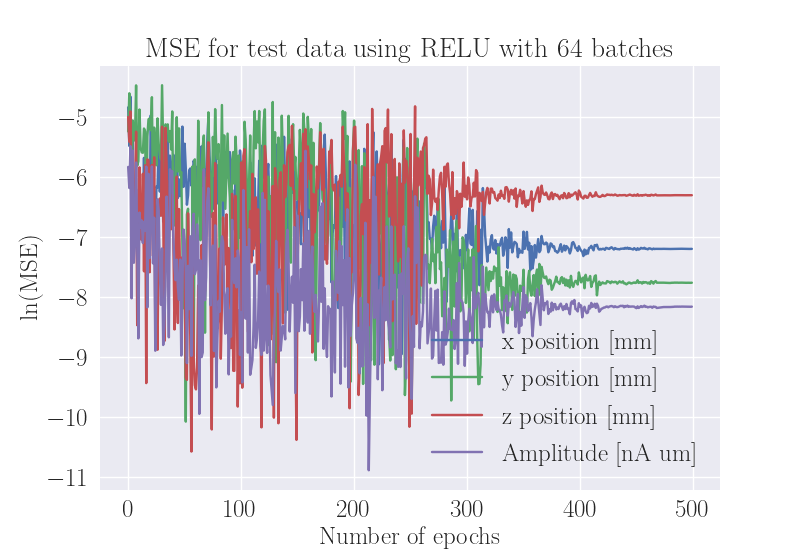 MSE for test data using RELU with 64 batches
ln(MSE)
−5
−6
−7
−8
−9
−10
−11
x position [mm]
y position [mm]
z position [mm]
Amplitude [nA um]
0 100 200 300 400 500
Number of epochs